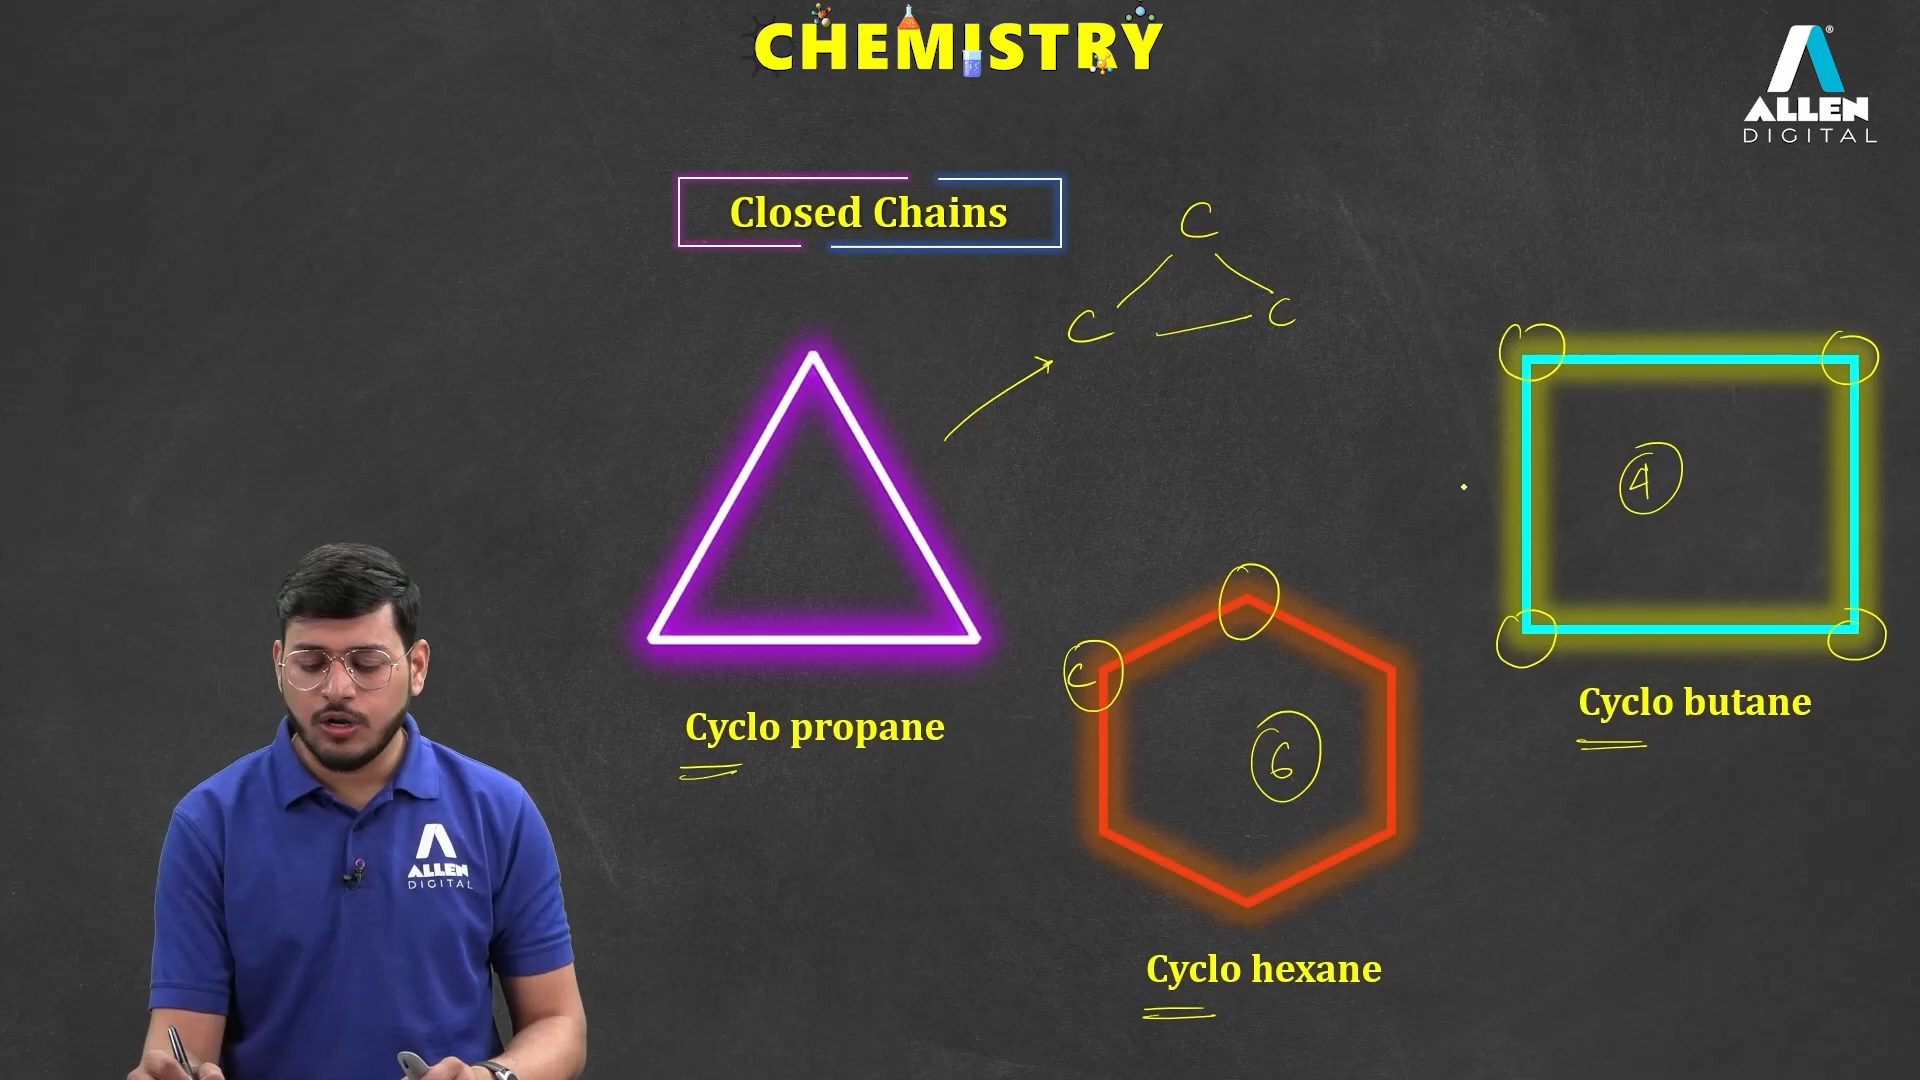 CHEMISTRY
ALLEN
DIGITAL
Closed Chains
C
C
C
4
C
6
Cyclo propane
Cyclo butane
Cyclo hexane
ALLEN
DIGITAL